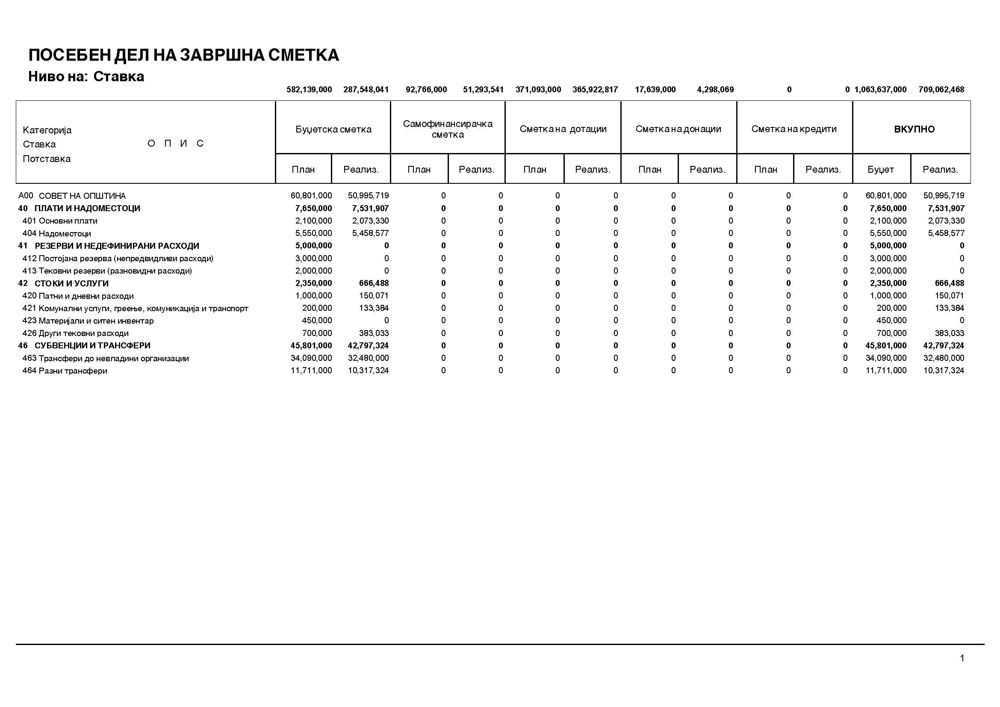 ПОСЕБЕН ДЕЛ НА ЗАВРШНА СМЕТКА
Ниво на: Ставка
582,139,000 287,548,041 92,766,000 51,293,541 371,093,000 365,922,817 17,639,000 4,298,069 0 0 1,063,637,000 709,062,468
Категорија
Ставка О П И С
Потставка
Буџетска сметка Самофинансирачка сметка Сметка на дотации Сметка на донации Сметка на кредити ВКУПНО
План Реализ. План Реализ. План Реализ. План Реализ. План Реализ. Буџет Реализ.
А00 СОВЕТ НА ОПШТИНА 60,801,000 50,995,719 0 0 0 0 0 0 0 0 60,801,000 50,995,719
40 ПЛАТИ И НАДОМЕСТОЦИ 7,650,000 7,531,907 0 0 0 0 0 0 0 0 7,650,000 7,531,907
401 Основни плати 2,100,000 2,073,330 0 0 0 0 0 0 0 0 2,100,000 2,073,330
404 Надоместоци 5,550,000 5,458,577 0 0 0 0 0 0 0 0 5,550,000 5,458,577
41 РЕЗЕРВИ И НЕДЕФИНИРАНИ РАСХОДИ 5,000,000 0 0 0 0 0 0 0 0 0 5,000,000 0
412 Постојана резерва (непредвидливи расходи) 3,000,000 0 0 0 0 0 0 0 0 0 3,000,000 0
413 Тековни резерви (разновидни расходи) 2,000,000 0 0 0 0 0 0 0 0 0 2,000,000 0
42 СТОКИ И УСЛУГИ 2,350,000 666,488 0 0 0 0 0 0 0 0 2,350,000 666,488
420 Патни и дневни расходи 1,000,000 150,071 0 0 0 0 0 0 0 0 1,000,000 150,071
421 Комунални услуги, греење, комуникација и транспорт 200,000 133,384 0 0 0 0 0 0 0 0 200,000 133,384
423 Материјали и ситен инвентар 450,000 0 0 0 0 0 0 0 0 0 450,000 0
426 Други тековни расходи 700,000 383,033 0 0 0 0 0 0 0 0 700,000 383,033
46 СУБВЕНЦИИ И ТРАНСФЕРИ 45,801,000 42,797,324 0 0 0 0 0 0 0 0 45,801,000 42,797,324
463 Трансфери до невладини организации 34,090,000 32,480,000 0 0 0 0 0 0 0 0 34,090,000 32,480,000
464 Разни трансфери 11,711,000 10,317,324 0 0 0 0 0 0 0 0 11,711,000 10,317,324
1